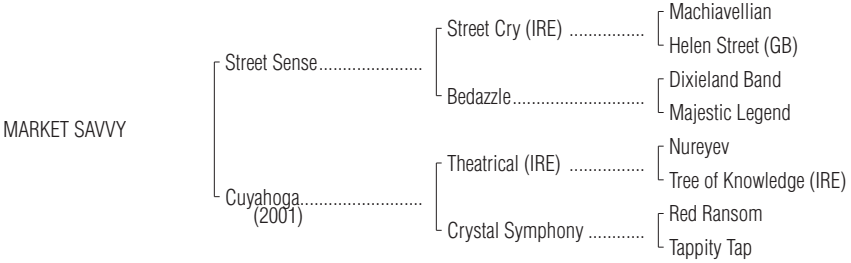 Machiavellian
Street Cry (IRE) ................
Helen Street (GB)
Street Sense......................
Dixieland Band
Bedazzle............................
Majestic Legend
MARKET SAVVY
Nureyev
Theatrical (IRE) ................
Tree of Knowledge (IRE)
Cuyahoga..........................
(2001)
Red Ransom
Crystal Symphony ............
Tappity Tap